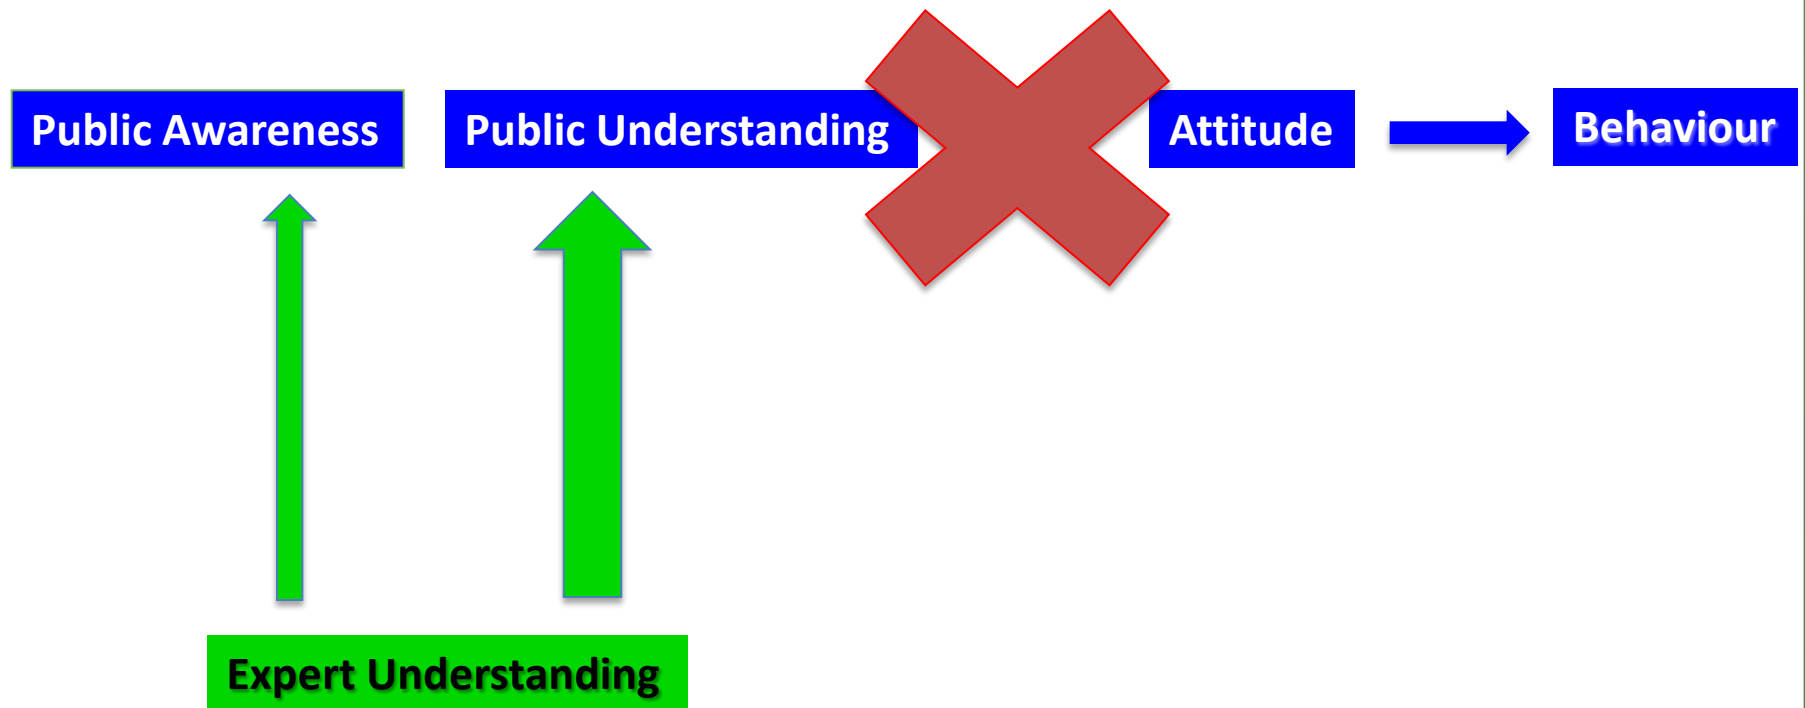 Public Awareness
Public Understanding
Attitude
Behaviour
Expert Understanding